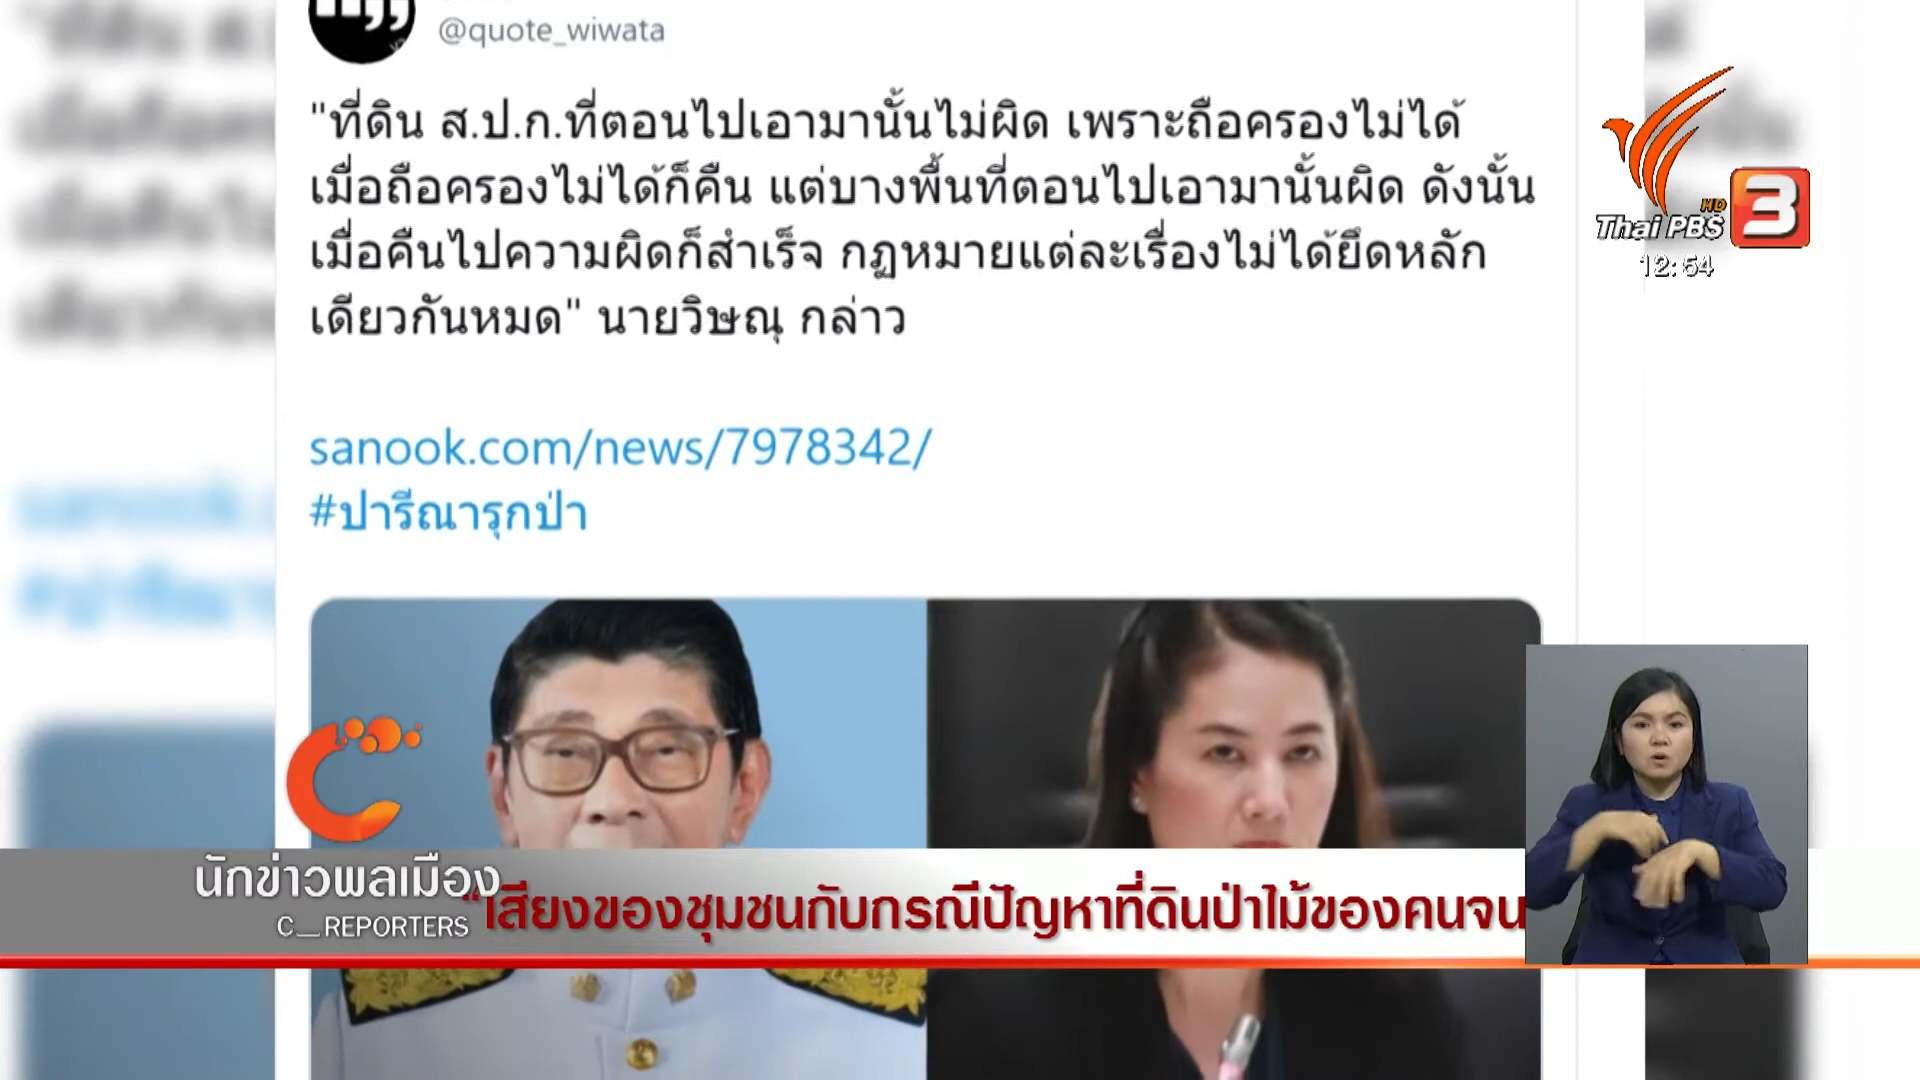 @quote_wiwata
"ที่ดิน ส.ป.ก.ที่ตอนไปเอามานั้นไม่ผิด เพราะถือครองไม่ได้
เมื่อถือครองไม่ได้ก็คืน แต่บางพื้นที่ตอนไปเอามานั้นผิด ดังนั้น
เมื่อคืนไปความผิดก็สำเร็จ กฎหมายแต่ละเรื่องไม่ได้ยึดหลัก
เดียวกันหมด" นายวิษณุ กล่าว
sanook.com/news/7978342/
#ปารีณารุกป่า
Thai PBS HD 3
12:54
นักข่าวพลเมือง
C_REPORTERS
"เสียงของชุมชนกับกรณีปัญหาที่ดินป่าไม้ของคนจน